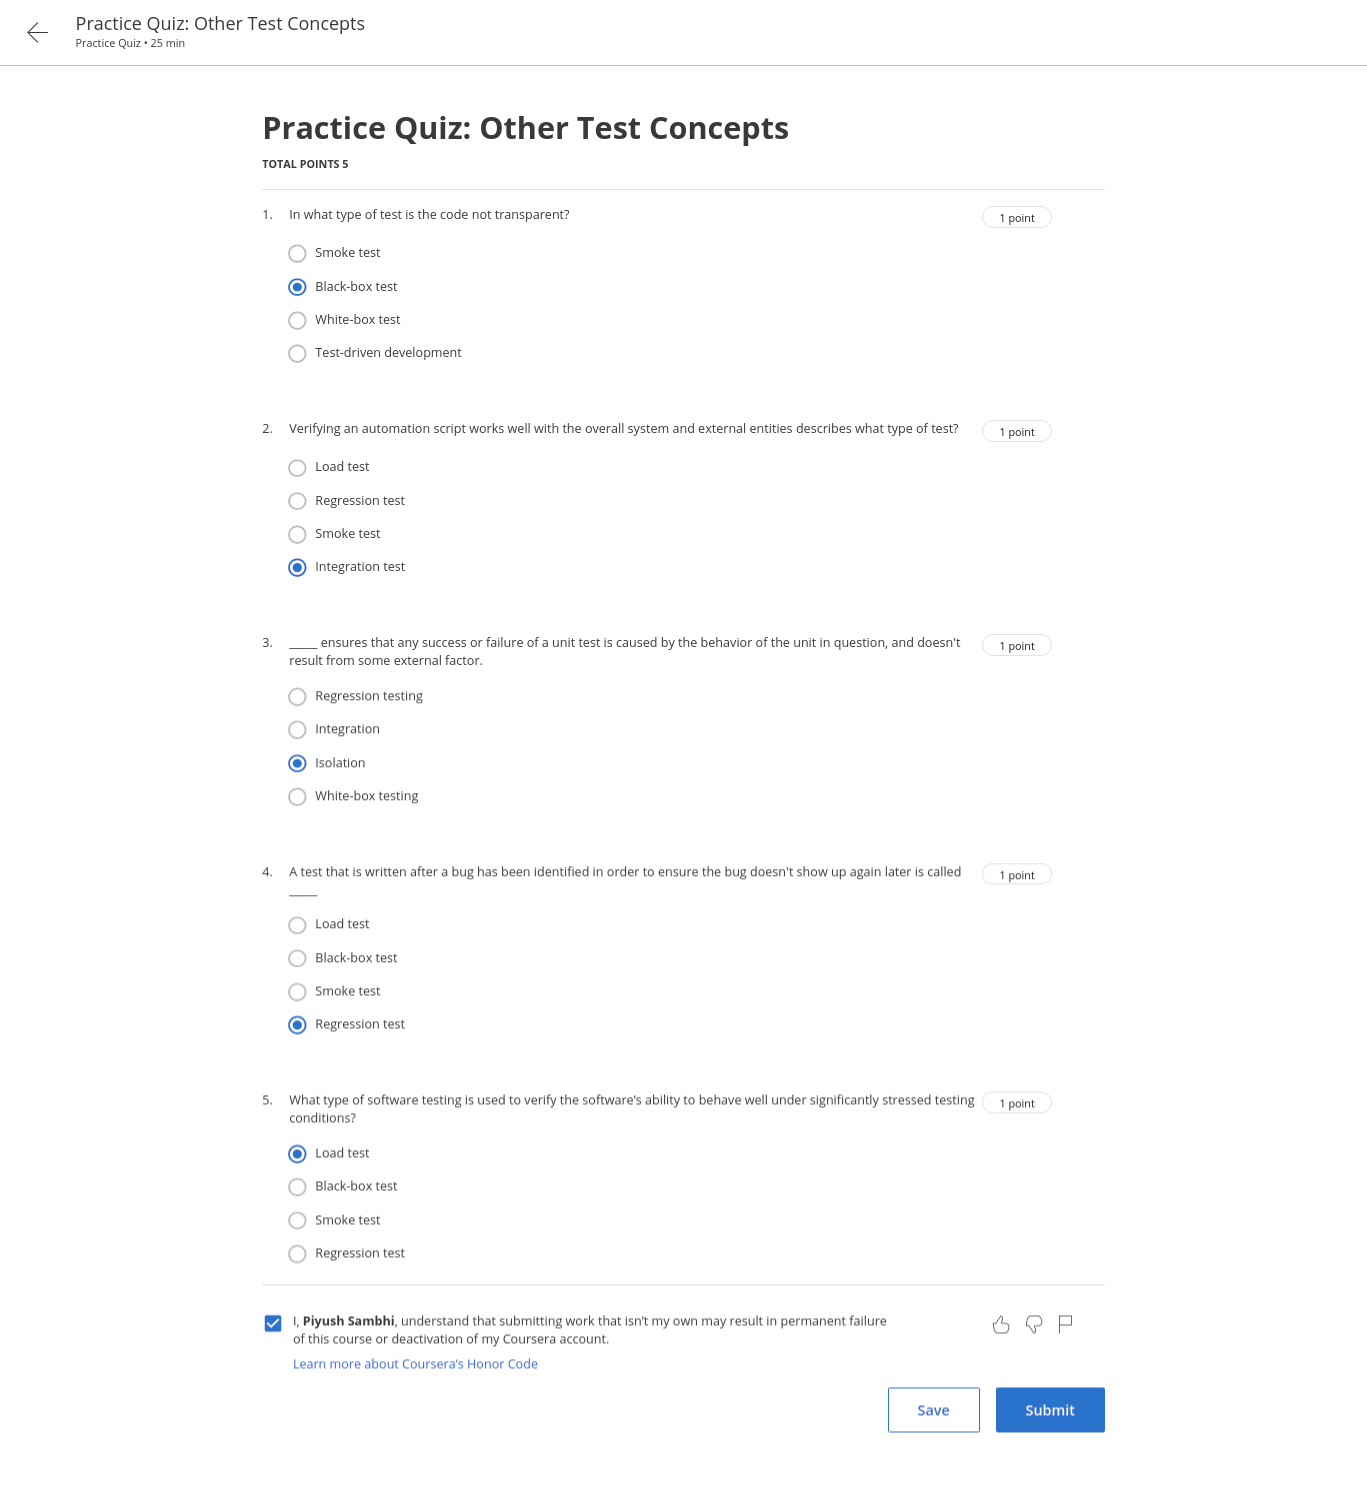 Practice Quiz: Other Test Concepts
Practice Quiz • 25 min
Practice Quiz: Other Test Concepts
TOTAL POINTS 5
1. In what type of test is the code not transparent? 1 point
Smoke test
Black-box test
White-box test
Test-driven development
2. Verifying an automation script works well with the overall system and external entities describes what type of test? 1 point
Load test
Regression test
Smoke test
Integration test
3. _____ ensures that any success or failure of a unit test is caused by the behavior of the unit in question, and doesn't 1 point
result from some external factor.
Regression testing
Integration
Isolation
White-box testing
4. A test that is written after a bug has been identified in order to ensure the bug doesn't show up again later is called 1 point
_____
Load test
Black-box test
Smoke test
Regression test
5. What type of software testing is used to verify the software’s ability to behave well under significantly stressed testing 1 point
conditions?
Load test
Black-box test
Smoke test
Regression test
I, Piyush Sambhi, understand that submitting work that isn’t my own may result in permanent failure
of this course or deactivation of my Coursera account.
Learn more about Coursera’s Honor Code
Save Submit